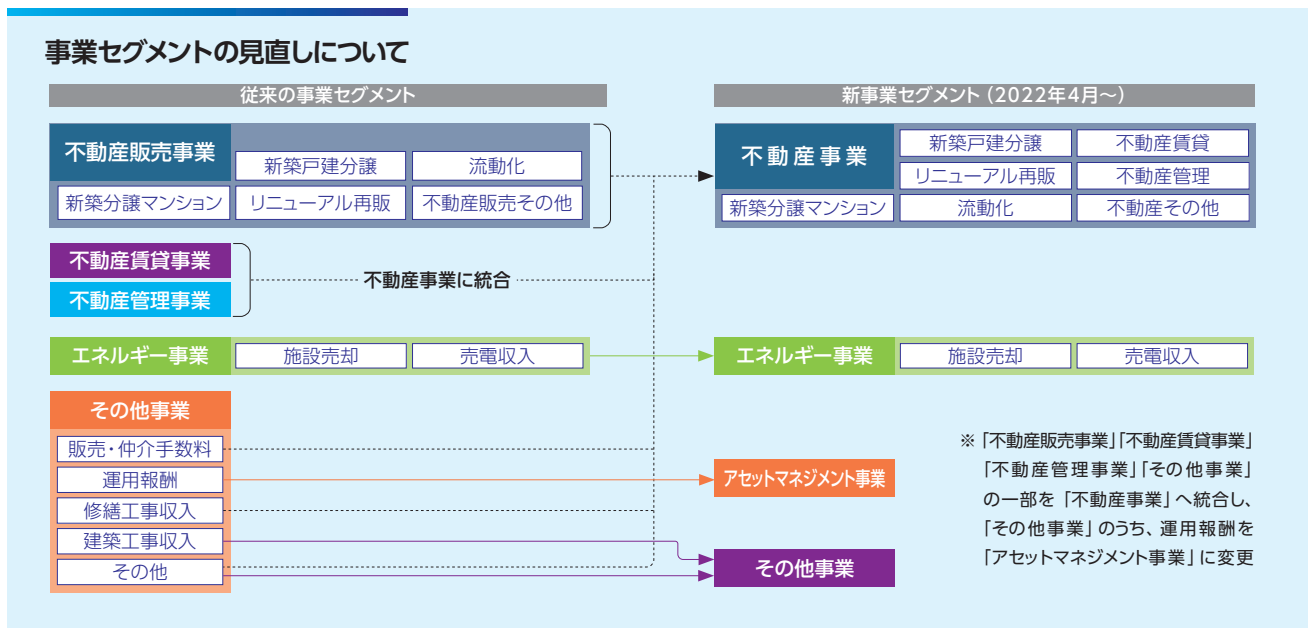 事業セグメントの見直しについて
従来の事業セグメント
不動産販売事業
新築戸建分譲
流動化
新築分譲マンション
リニューアル再販
不動産販売その他
不動産賃貸事業
不動産管理事業
不動産事業に統合
エネルギー事業
施設売却
売電収入
その他事業
販売・仲介手数料
運用報酬
修繕工事収入
建築工事収入
その他
新事業セグメント（2022年4月～）
不動産事業
新築戸建分譲
不動産賃貸
リニューアル再販
不動産管理
新築分譲マンション
流動化
不動産その他
エネルギー事業
施設売却
売電収入
アセットマネジメント事業
その他事業
※「不動産販売事業」「不動産賃貸事業」
「不動産管理事業」「その他事業」
の一部を「不動産事業」へ統合し、
「その他事業」のうち、運用報酬を
「アセットマネジメント事業」に変更